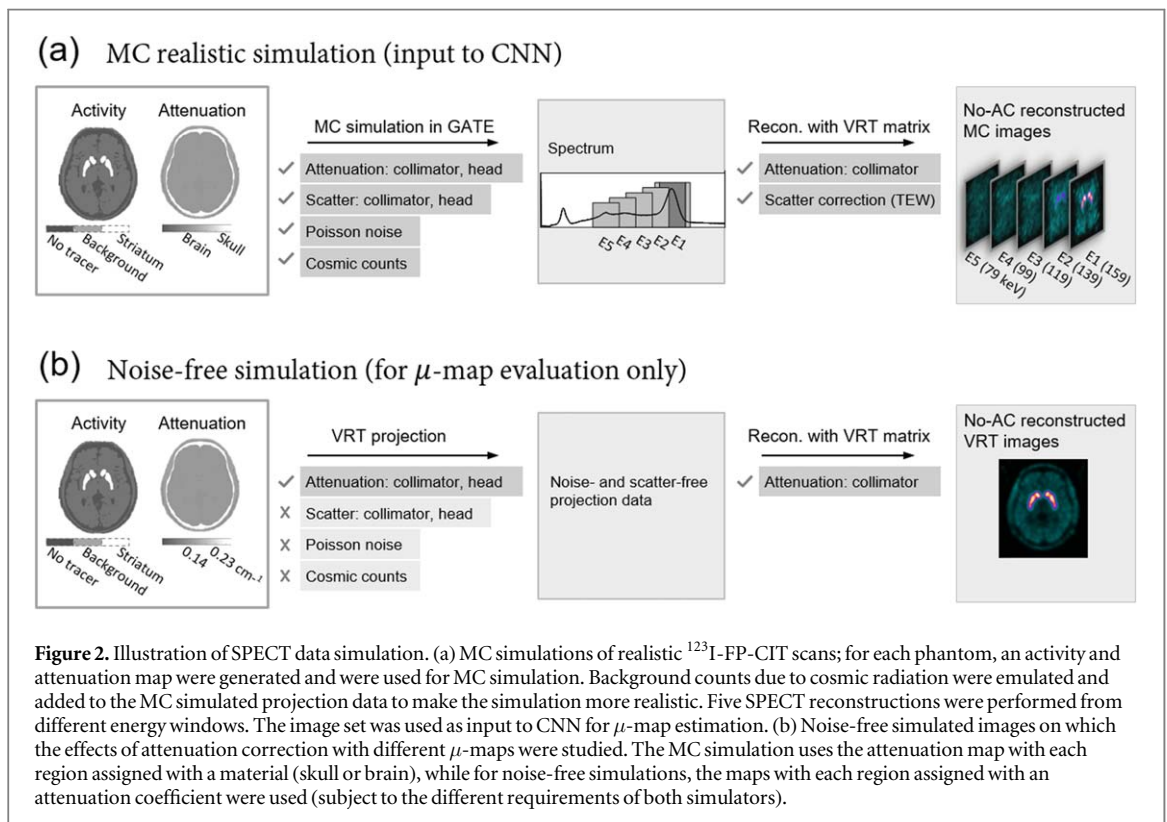 (a) MC realistic simulation (input to CNN)
Activity Attenuation
No tracer Background Striatum
Brain Skull
MC simulation in GATE
✓ Attenuation: collimator, head
✓ Scatter: collimator, head
✓ Poisson noise
✓ Cosmic counts
Spectrum
E5 E4 E3 E2 E1
Recon. with VRT matrix
✓ Attenuation: collimator
✓ Scatter correction (TEW)
No-AC reconstructed
MC images
E5 (79 keV) E4 (99) E3 (119) E2 (139) E1 (159)
(b) Noise-free simulation (for μ-map evaluation only)
Activity Attenuation
No tracer Background Striatum
0.14 0.23 cm⁻¹
VRT projection
✓ Attenuation: collimator, head
X Scatter: collimator, head
X Poisson noise
X Cosmic counts
Noise- and scatter-free
projection data
Recon. with VRT matrix
✓ Attenuation: collimator
No-AC reconstructed
VRT images
Figure 2. Illustration of SPECT data simulation. (a) MC simulations of realistic ¹²³I-FP-CIT scans; for each phantom, an activity and
attenuation map were generated and were used for MC simulation. Background counts due to cosmic radiation were emulated and
added to the MC simulated projection data to make the simulation more realistic. Five SPECT reconstructions were performed from
different energy windows. The image set was used as input to CNN for μ-map estimation. (b) Noise-free simulated images on which
the effects of attenuation correction with different μ-maps were studied. The MC simulation uses the attenuation map with each
region assigned with a material (skull or brain), while for noise-free simulations, the maps with each region assigned with an
attenuation coefficient were used (subject to the different requirements of both simulators).